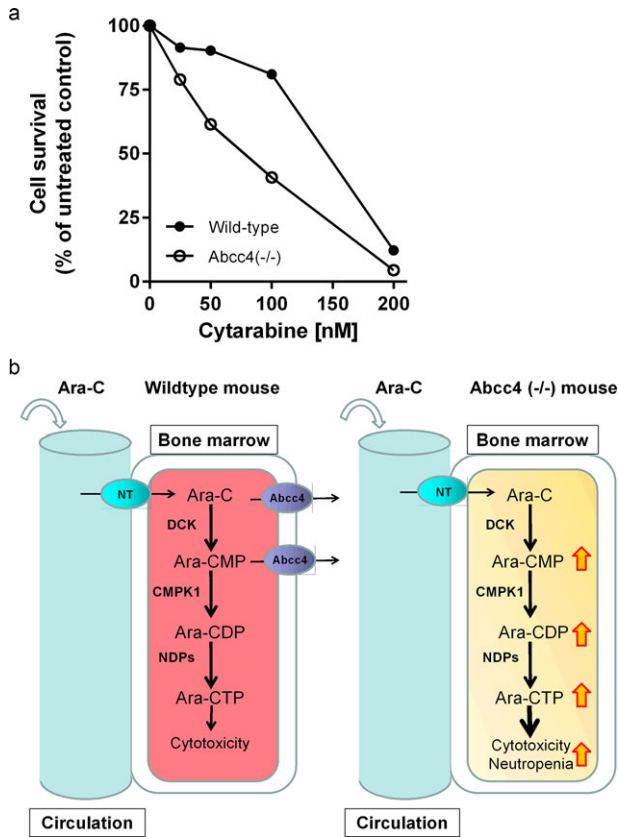 a
Cell survival
(% of untreated control)
100
75
50
25
0
Wild-type
Abcc4(-/-)
0 50 100 150 200
Cytarabine [nM]
b
Ara-C Wildtype mouse
Bone marrow
NT Ara-C Abcc4
DCK
Ara-CMP Abcc4
CMPK1
Ara-CDP
NDPs
Ara-CTP
Cytotoxicity
Circulation
Ara-C Abcc4 (-/-) mouse
Bone marrow
NT Ara-C
DCK
Ara-CMP
CMPK1
Ara-CDP
NDPs
Ara-CTP
Cytotoxicity
Neutropenia
Circulation